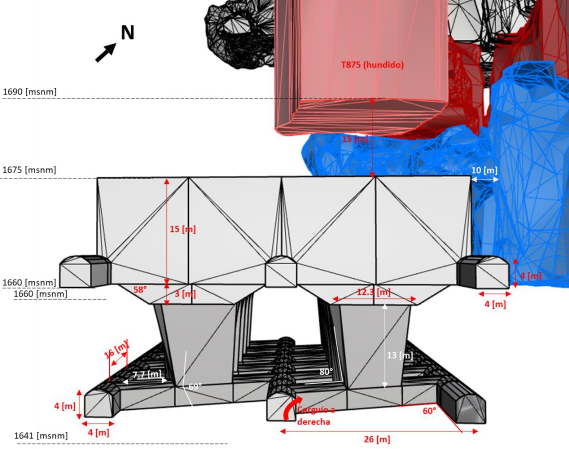 N
T875 (hundido)
1690 [msnm]
15 [m]
1675 [msnm]
10 [m]
15 [m]
1660 [msnm]
1660 [msnm]
58°
3 [m]
12.3 [m]
4 [m]
4 [m]
16 [m]
7,7 [m]
60°
80°
13 [m]
4 [m]
4 [m]
Carguío a
derecha
60°
26 [m]
1641 [msnm]